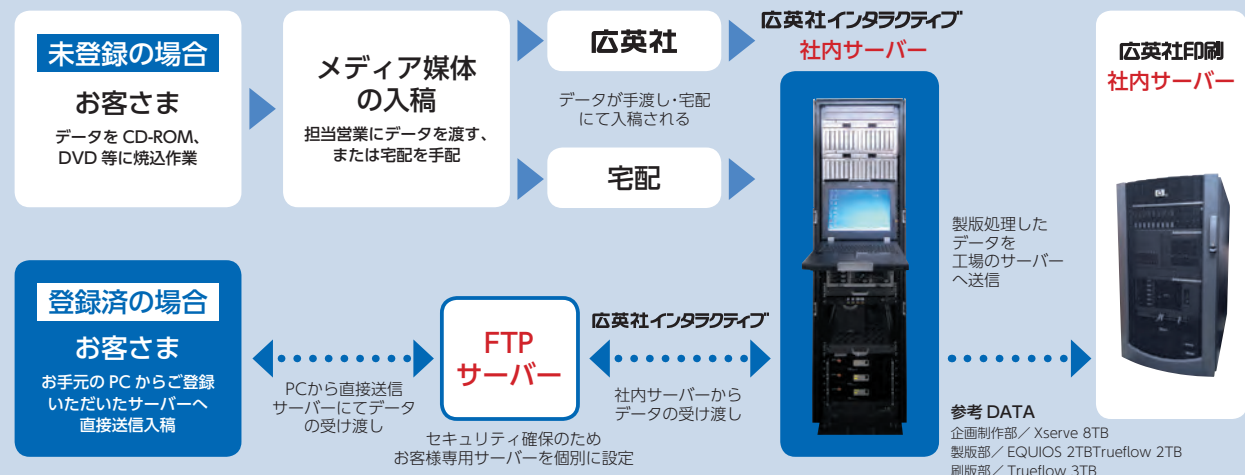 未登録の場合
お客さま
データを CD-ROM、
DVD 等に焼込作業
メディア媒体
の入稿
担当営業にデータを渡す、
または宅配を手配
広英社
データが手渡し・宅配
にて入稿される
宅配
広英社インタラクティブ
社内サーバー
広英社印刷
社内サーバー
製版処理した
データを
工場のサーバー
へ送信
登録済の場合
お客さま
お手元の PC からご登録
いただいたサーバーへ
直接送信入稿
PCから直接送信
サーバーにてデータ
の受け渡し
FTP
サーバー
セキュリティ確保のため
お客様専用サーバーを個別に設定
広英社インタラクティブ
社内サーバーから
データの受け渡し
参考 DATA
企画制作部／ Xserve 8TB
製版部／ EQUIOS 2TBTrueflow 2TB
刷版部／ Trueflow 3TB
hp